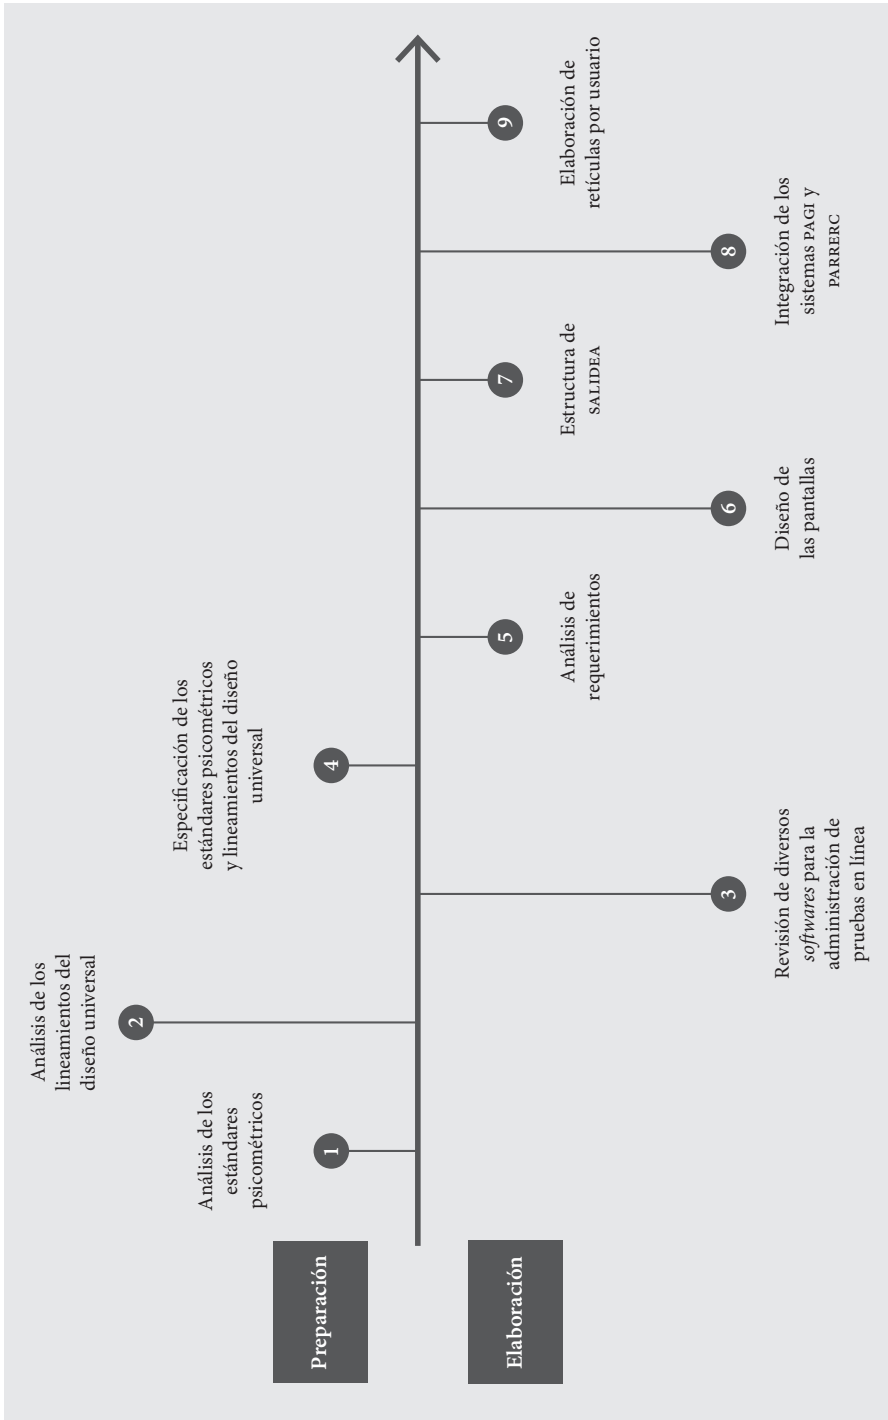 Preparación
Elaboración
1
Análisis de los
estándares
psicométricos
2
Análisis de los
lineamientos del
diseño universal
3
Revisión de diversos
softwares para la
administración de
pruebas en línea
4
Especificación de los
estándares psicométricos
y lineamientos del diseño
universal
5
Análisis de
requerimientos
6
Diseño de
las pantallas
7
Estructura de
SALIDEA
8
Integración de los
sistemas PAGI y
PARRERC
9
Elaboración de
retículas por usuario